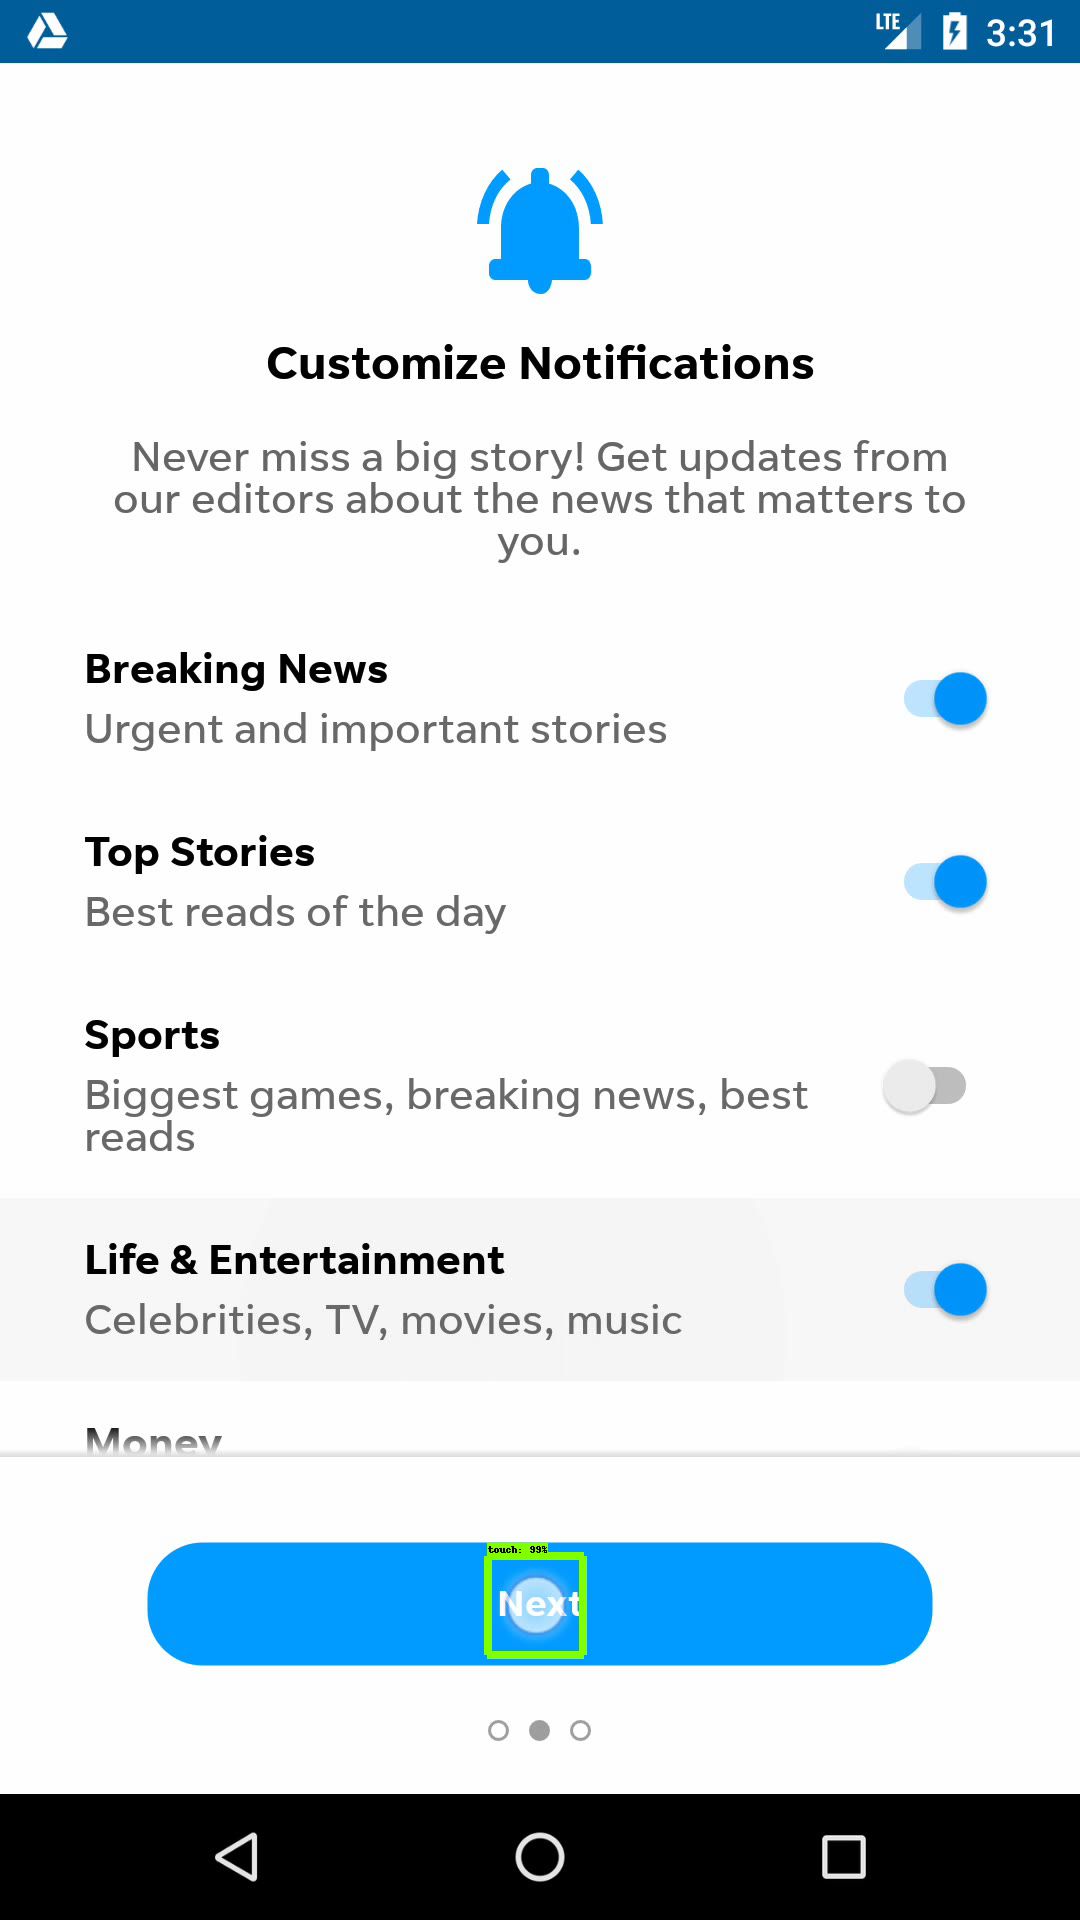 LTE 3:31
Customize Notifications
Never miss a big story! Get updates from
our editors about the news that matters to
you.
Breaking News
Urgent and important stories
Top Stories
Best reads of the day
Sports
Biggest games, breaking news, best
reads
Life & Entertainment
Celebrities, TV, movies, music
Money
touch: 99%
Next